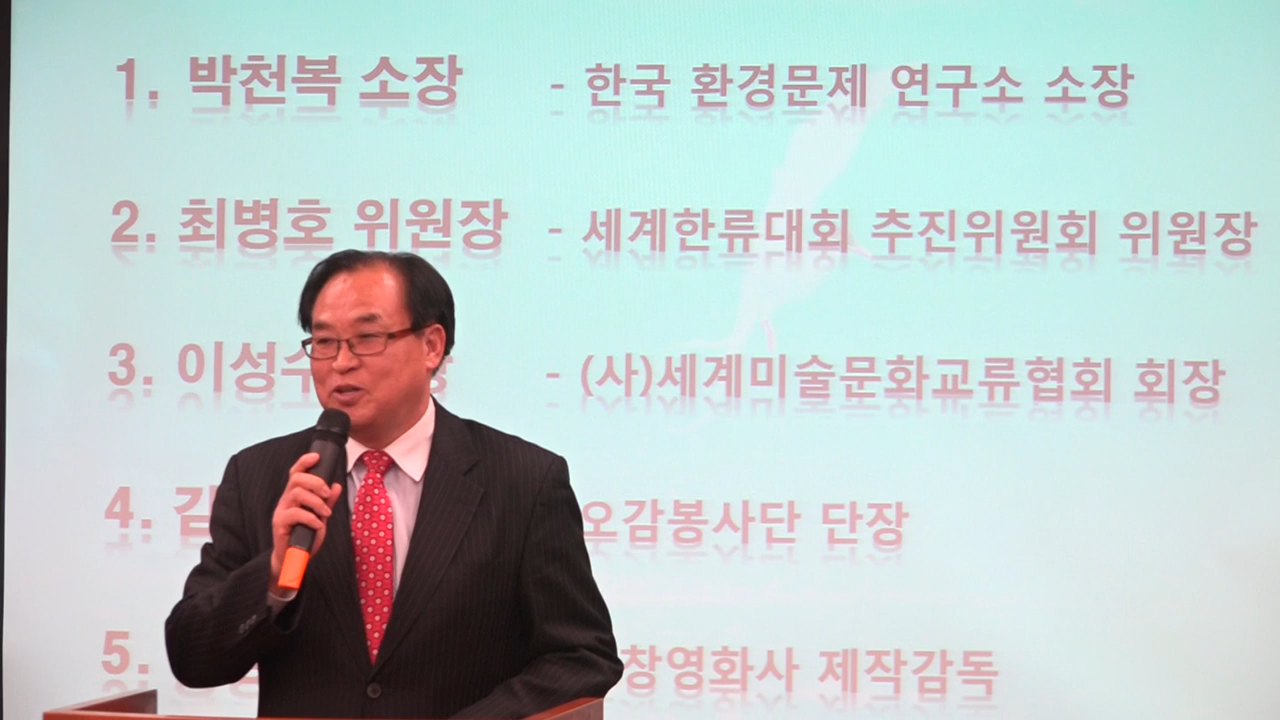 1. 박천복 소장 - 한국 환경문제 연구소 소장
2. 최병호 위원장 - 세계한류대회 추진위원회 위원장
3. 이성수 - (사)세계미술문화교류협회 회장
4. 김 오감봉사단 단장
5. 창영화사 제작감독